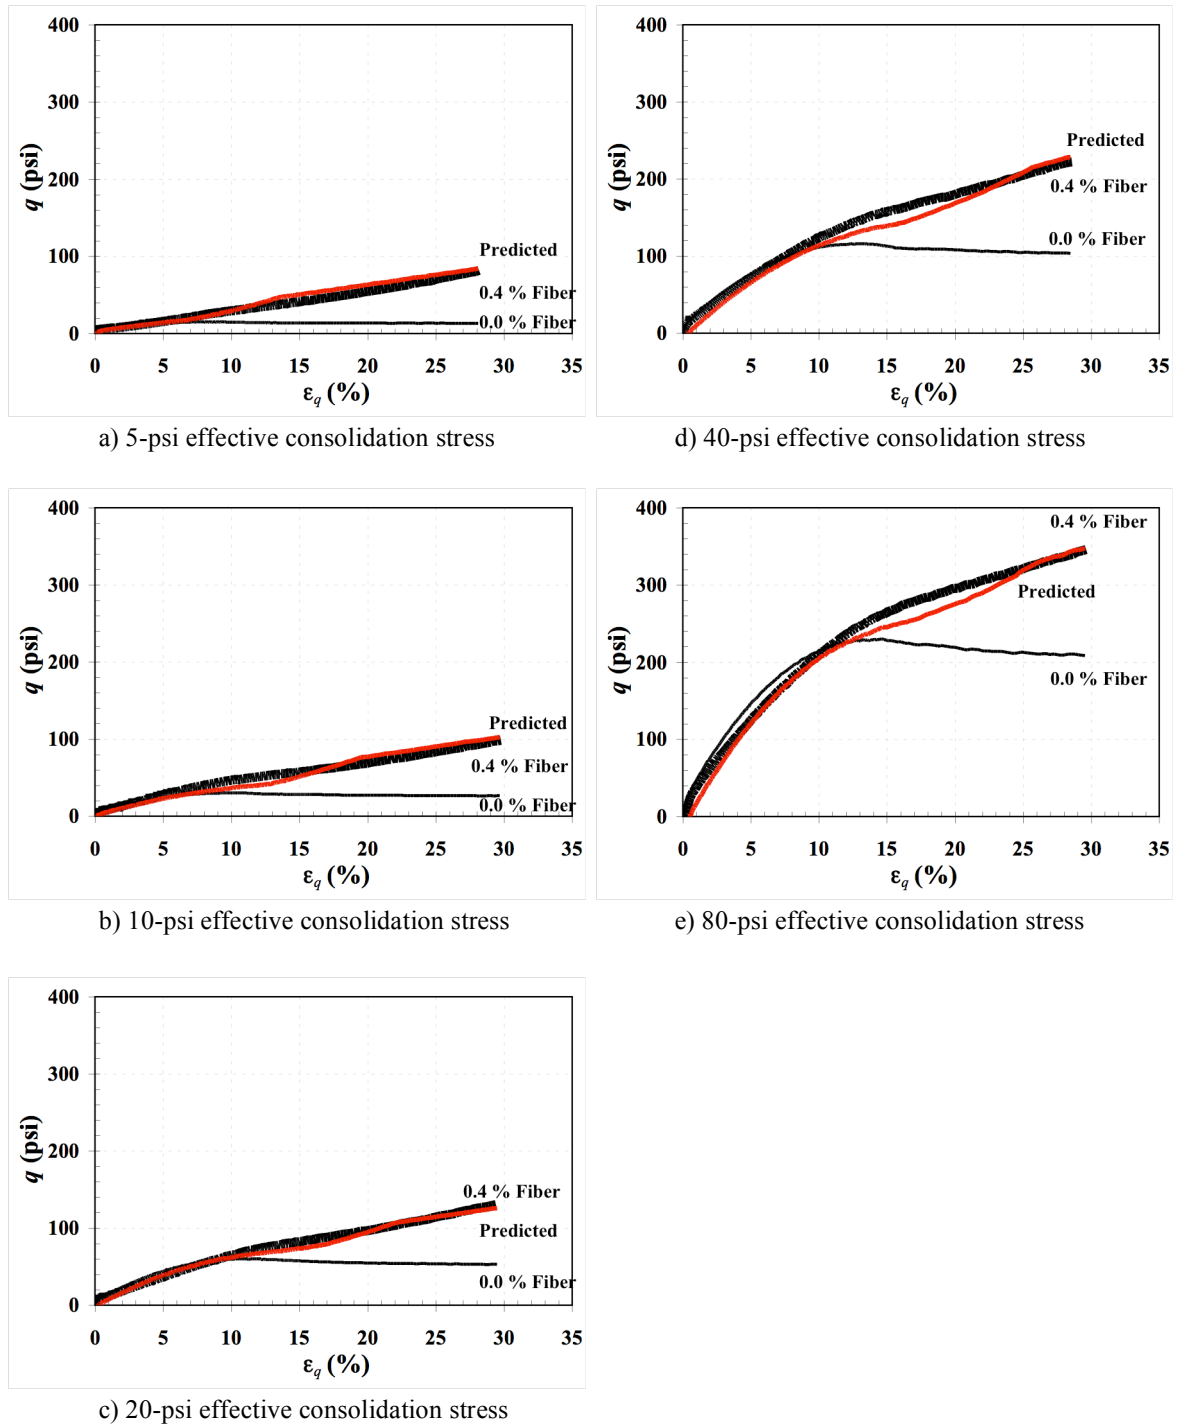 400
300
200
100
0
q (psi)
Predicted
0.4 % Fiber
0.0 % Fiber
0 5 10 15 20 25 30 35
εq (%)
a) 5-psi effective consolidation stress
400
300
200
100
0
q (psi)
Predicted
0.4 % Fiber
0.0 % Fiber
0 5 10 15 20 25 30 35
εq (%)
d) 40-psi effective consolidation stress
400
300
200
100
0
q (psi)
Predicted
0.4 % Fiber
0.0 % Fiber
0 5 10 15 20 25 30 35
εq (%)
b) 10-psi effective consolidation stress
400
300
200
100
0
q (psi)
0.4 % Fiber
Predicted
0.0 % Fiber
0 5 10 15 20 25 30 35
εq (%)
e) 80-psi effective consolidation stress
400
300
200
100
0
q (psi)
0.4 % Fiber
Predicted
0.0 % Fiber
0 5 10 15 20 25 30 35
εq (%)
c) 20-psi effective consolidation stress